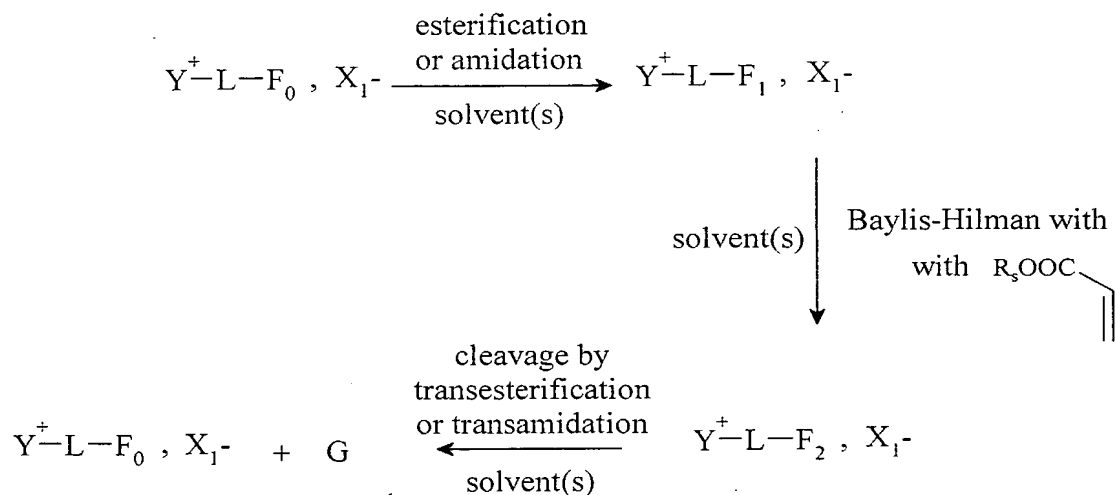 esterification
or amidation
Y+—L—F0 , X1-
solvent(s)
Y+—L—F1 , X1-
solvent(s)
Baylis-Hilman with
with RsOOC
cleavage by
transesterification
or transamidation
Y+—L—F0 , X1- + G
solvent(s)
Y+—L—F2 , X1-